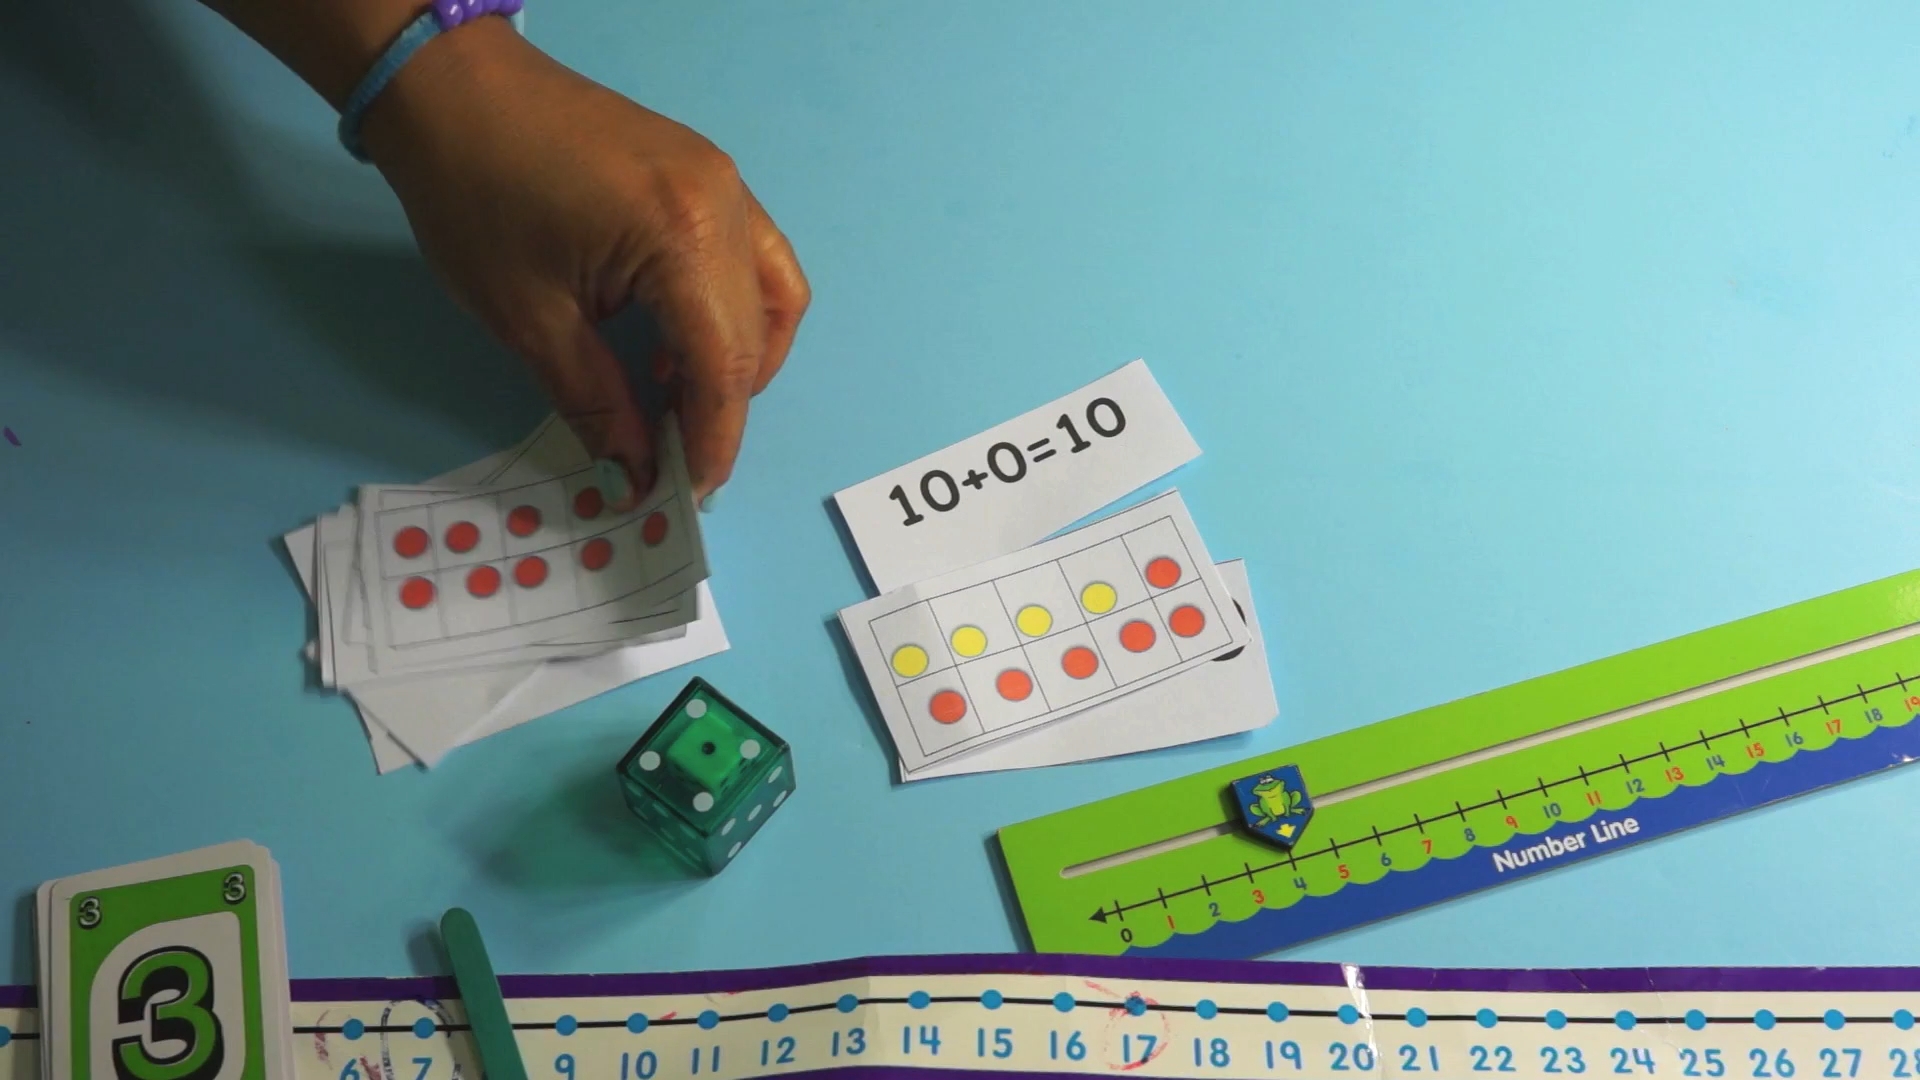 10+0=10
0 1 2 3 4 5 6 7 8 9 10 11 12 13 14 15 16 17 18 19
Number Line
3
3
3
6 7 9 10 11 12 13 14 15 16 17 18 19 20 21 22 23 24 25 26 27 28